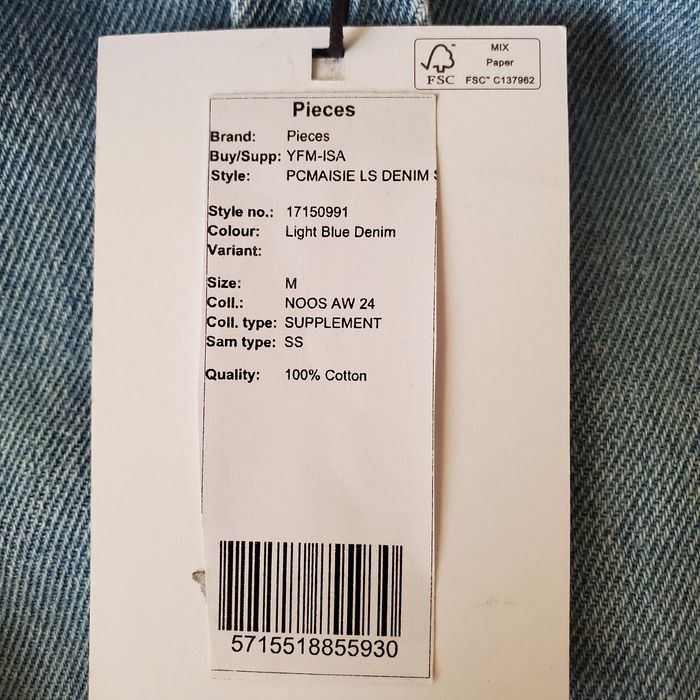 FSC™
MIX
Paper
FSC™ C137962
Pieces
Brand: Pieces
Buy/Supp: YFM-ISA
Style: PCMAISIE LS DENIM
Style no.: 17150991
Colour: Light Blue Denim
Variant:
Size: M
Coll.: NOOS AW 24
Coll. type: SUPPLEMENT
Sam type: SS
Quality: 100% Cotton
5715518855930